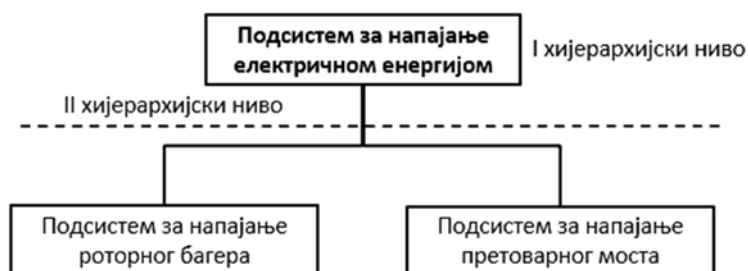 Подсистем за напајање
електричном енергијом
I хијерархијски ниво
II хијерархијски ниво
Подсистем за напајање
роторног багера
Подсистем за напајање
претоварног моста